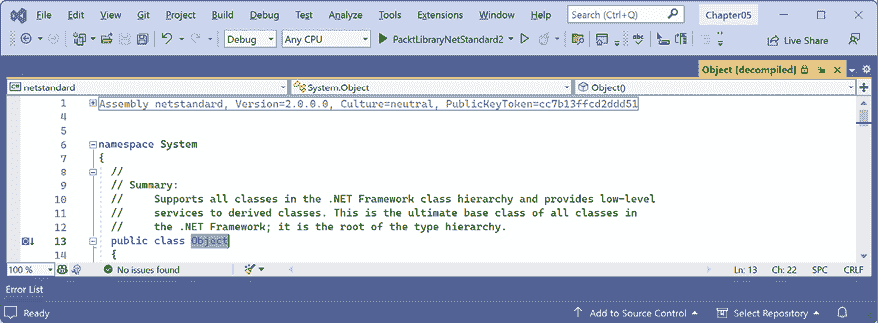 File Edit View Git Project Build Debug Test Analyze Tools Extensions Window Help Search (Ctrl+Q) Chapter05
Debug Any CPU PacktLibraryNetStandard2 Live Share
Object [decompiled]
netstandard System.Object Object()
1 Assembly netstandard, Version=2.0.0.0, Culture=neutral, PublicKeyToken=cc7b13ffcd2ddd51
4
5
6 namespace System
7 {
8 //
9 // Summary:
10 // Supports all classes in the .NET Framework class hierarchy and provides low-level
11 // services to derived classes. This is the ultimate base class of all classes in
12 // the .NET Framework; it is the root of the type hierarchy.
13 public class Object
14 {
100 % No issues found Ln: 13 Ch: 22 SPC CRLF
Error List
Ready Add to Source Control Select Repository